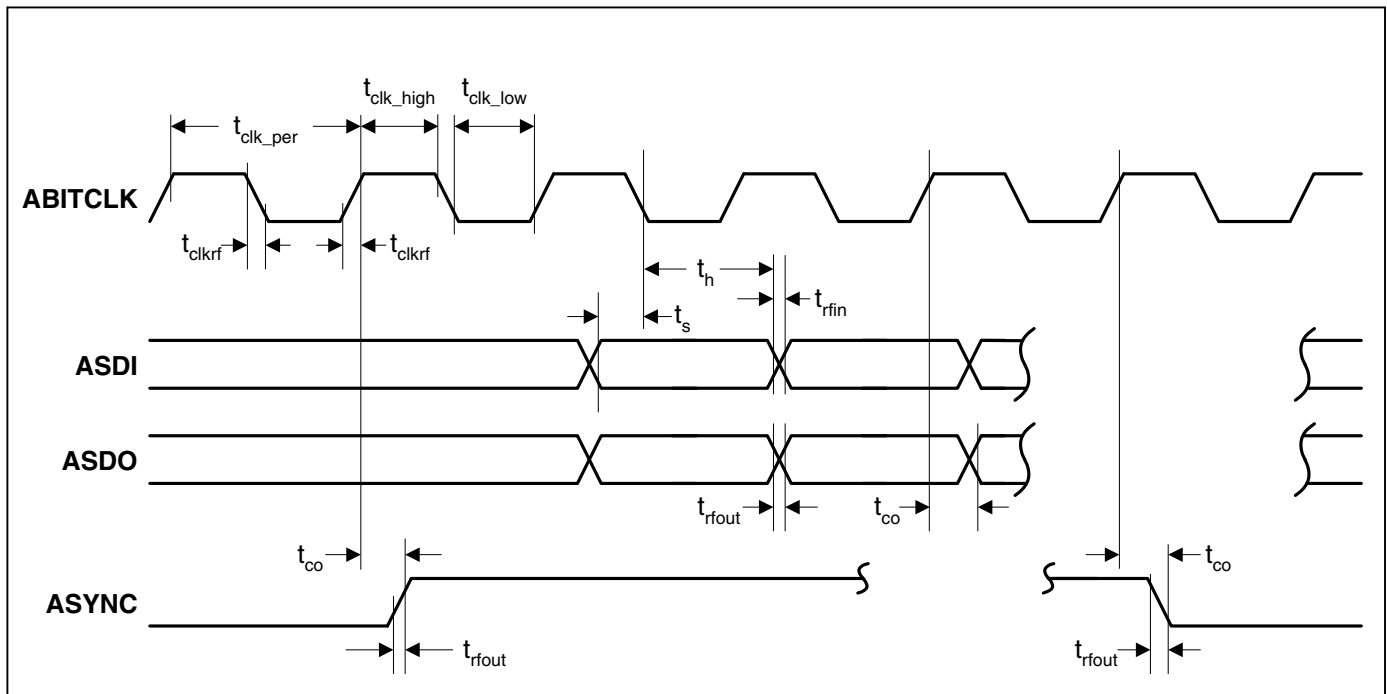 t_clk_high t_clk_low
t_clk_per
ABITCLK
t_clkrf t_clkrf
t_h
t_rfin
t_s
ASDI
ASDO
t_rfout t_co
t_co t_co
ASYNC
t_rfout t_rfout